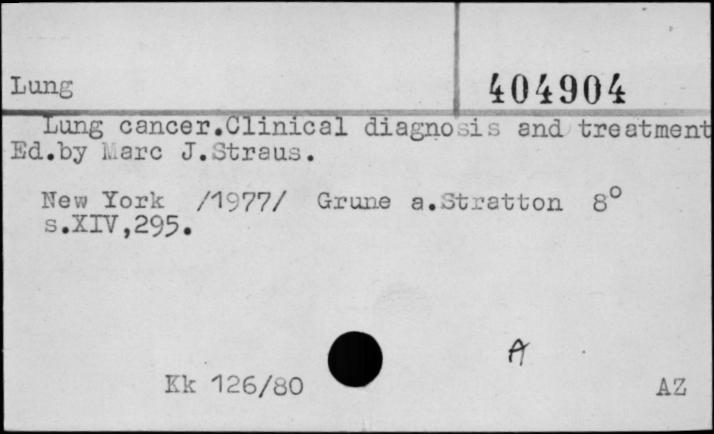 Lung
404904
Lung cancer.Clinical diagnosis and treatment
Ed.by Marc J.Straus.
New York /1977/ Grune a.Stratton 8°
s.XIV,295.
A
Kk 126/80
AZ